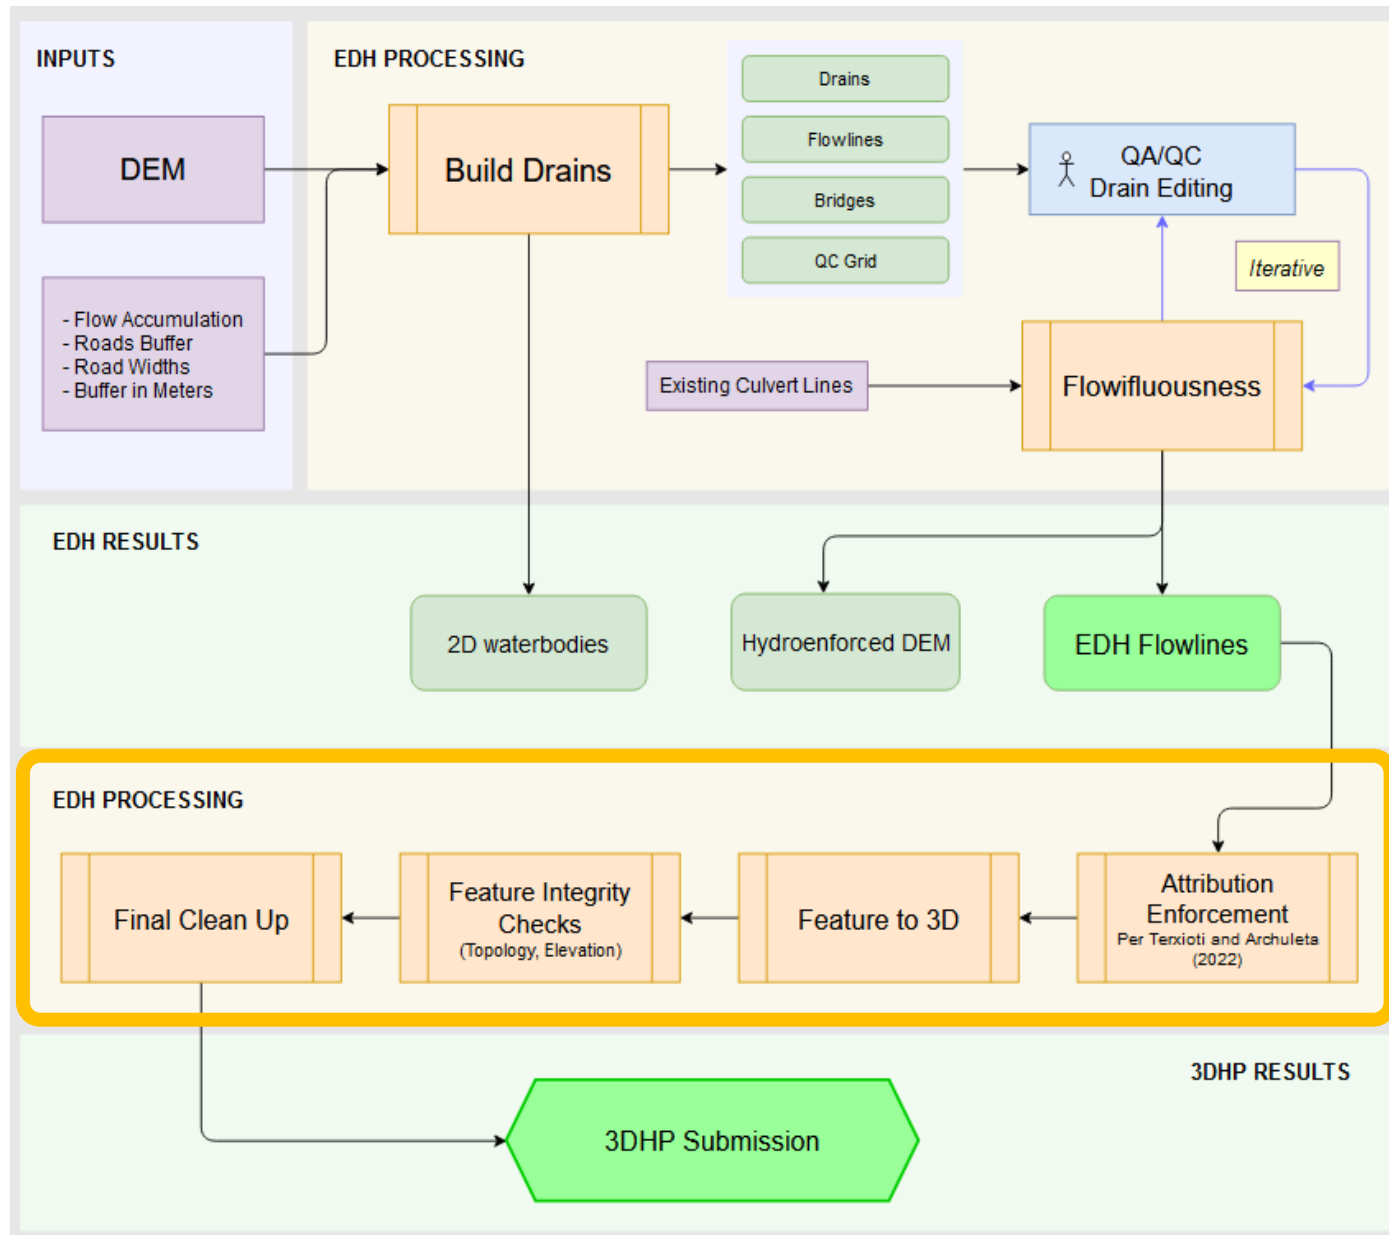 INPUTS
DEM
- Flow Accumulation
- Roads Buffer
- Road Widths
- Buffer in Meters
EDH PROCESSING
Build Drains
Drains
Flowlines
Bridges
QC Grid
QA/QC
Drain Editing
Iterative
Existing Culvert Lines
Flowifluousness
EDH RESULTS
2D waterbodies
Hydroenforced DEM
EDH Flowlines
EDH PROCESSING
Final Clean Up
Feature Integrity
Checks
(Topology, Elevation)
Feature to 3D
Attribution
Enforcement
Per Terxioti and Archuleta
(2022)
3DHP RESULTS
3DHP Submission